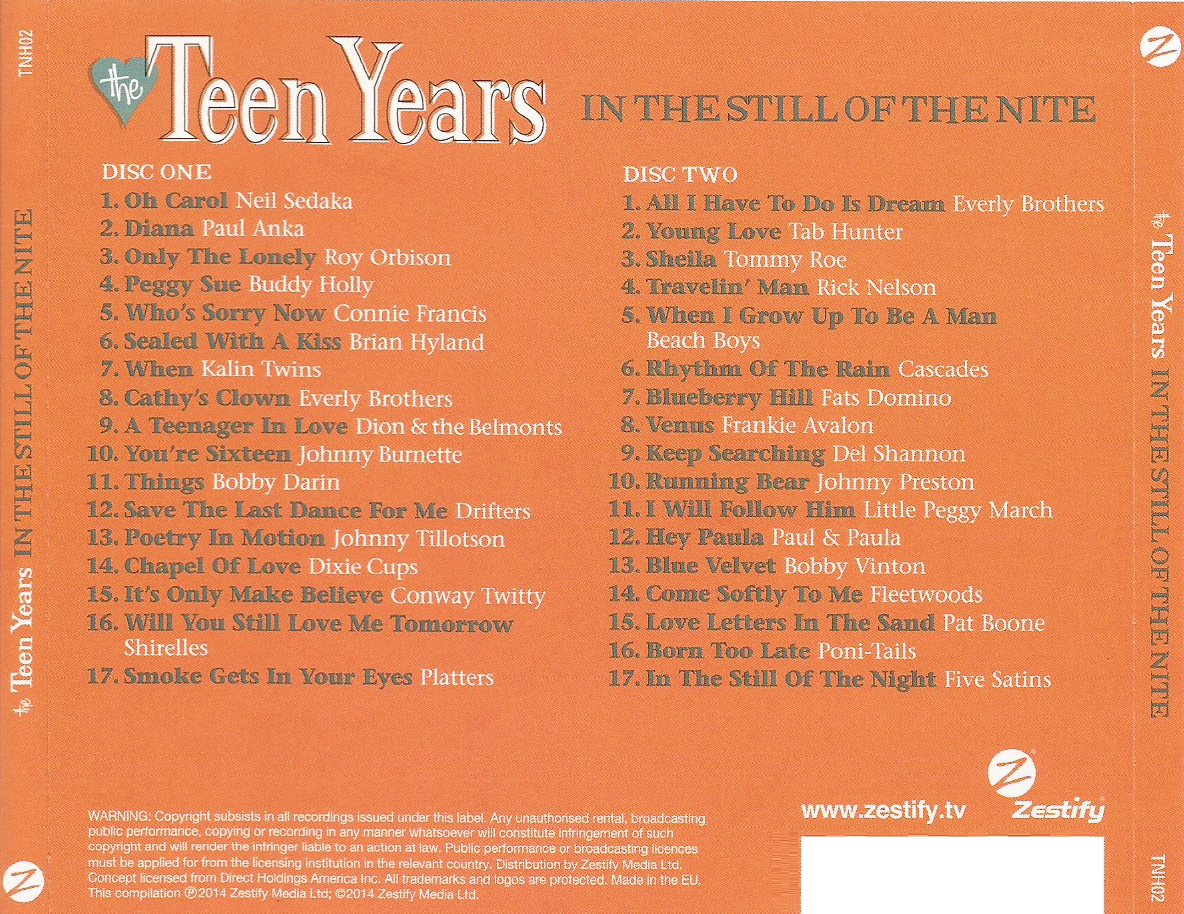 the Teen Years
IN THE STILL OF THE NITE
DISC ONE
1. Oh Carol Neil Sedaka
2. Diana Paul Anka
3. Only The Lonely Roy Orbison
4. Peggy Sue Buddy Holly
5. Who's Sorry Now Connie Francis
6. Sealed With A Kiss Brian Hyland
7. When Kalin Twins
8. Cathy's Clown Everly Brothers
9. A Teenager In Love Dion & the Belmonts
10. You're Sixteen Johnny Burnette
11. Things Bobby Darin
12. Save The Last Dance For Me Drifters
13. Poetry In Motion Johnny Tillotson
14. Chapel Of Love Dixie Cups
15. It's Only Make Believe Conway Twitty
16. Will You Still Love Me Tomorrow
Shirelles
17. Smoke Gets In Your Eyes Platters
DISC TWO
1. All I Have To Do Is Dream Everly Brothers
2. Young Love Tab Hunter
3. Sheila Tommy Roe
4. Travelin' Man Rick Nelson
5. When I Grow Up To Be A Man
Beach Boys
6. Rhythm Of The Rain Cascades
7. Blueberry Hill Fats Domino
8. Venus Frankie Avalon
9. Keep Searching Del Shannon
10. Running Bear Johnny Preston
11. I Will Follow Him Little Peggy March
12. Hey Paula Paul & Paula
13. Blue Velvet Bobby Vinton
14. Come Softly To Me Fleetwoods
15. Love Letters In The Sand Pat Boone
16. Born Too Late Poni-Tails
17. In The Still Of The Night Five Satins
WARNING: Copyright subsists in all recordings issued under this label. Any unauthorised rental, broadcasting,
public performance, copying or recording in any manner whatsoever will constitute infringement of such
copyright and will render the infringer liable to an action at law. Public performance or broadcasting licences
must be applied for from the licensing institution in the relevant country. Distribution by Zestify Media Ltd.
Concept licensed from Direct Holdings America Inc. All trademarks and logos are protected. Made in the EU.
This compilation ℗2014 Zestify Media Ltd; ©2014 Zestify Media Ltd.
www.zestify.tv
Z
Zestify®
TNH02
the Teen Years IN THE STILL OF THE NITE
Z
Z
the Teen Years IN THE STILL OF THE NITE
TNH02